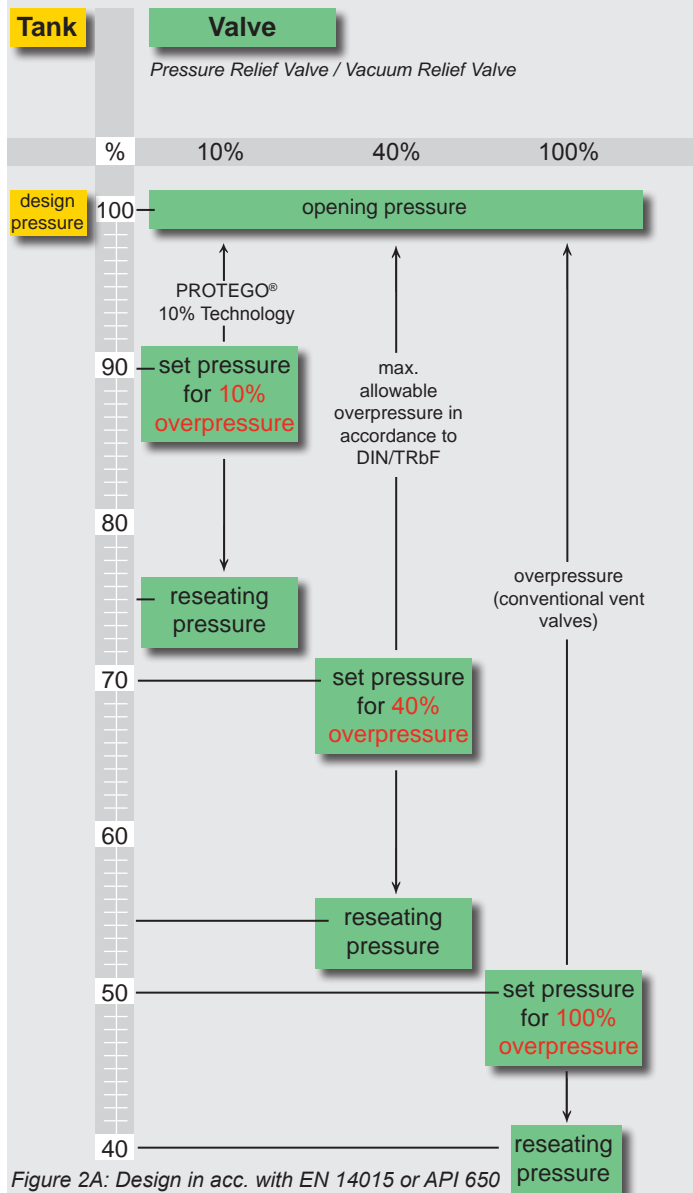 Tank
Valve
Pressure Relief Valve / Vacuum Relief Valve
% 10% 40% 100%
design
pressure
100
opening pressure
PROTEGO®
10% Technology
90
set pressure
for 10%
overpressure
max.
allowable
overpressure in
accordance to
DIN/TRbF
80
overpressure
(conventional vent
valves)
reseating
pressure
70
set pressure
for 40%
overpressure
60
reseating
pressure
50
set pressure
for 100%
overpressure
40
reseating
pressure
Figure 2A: Design in acc. with EN 14015 or API 650